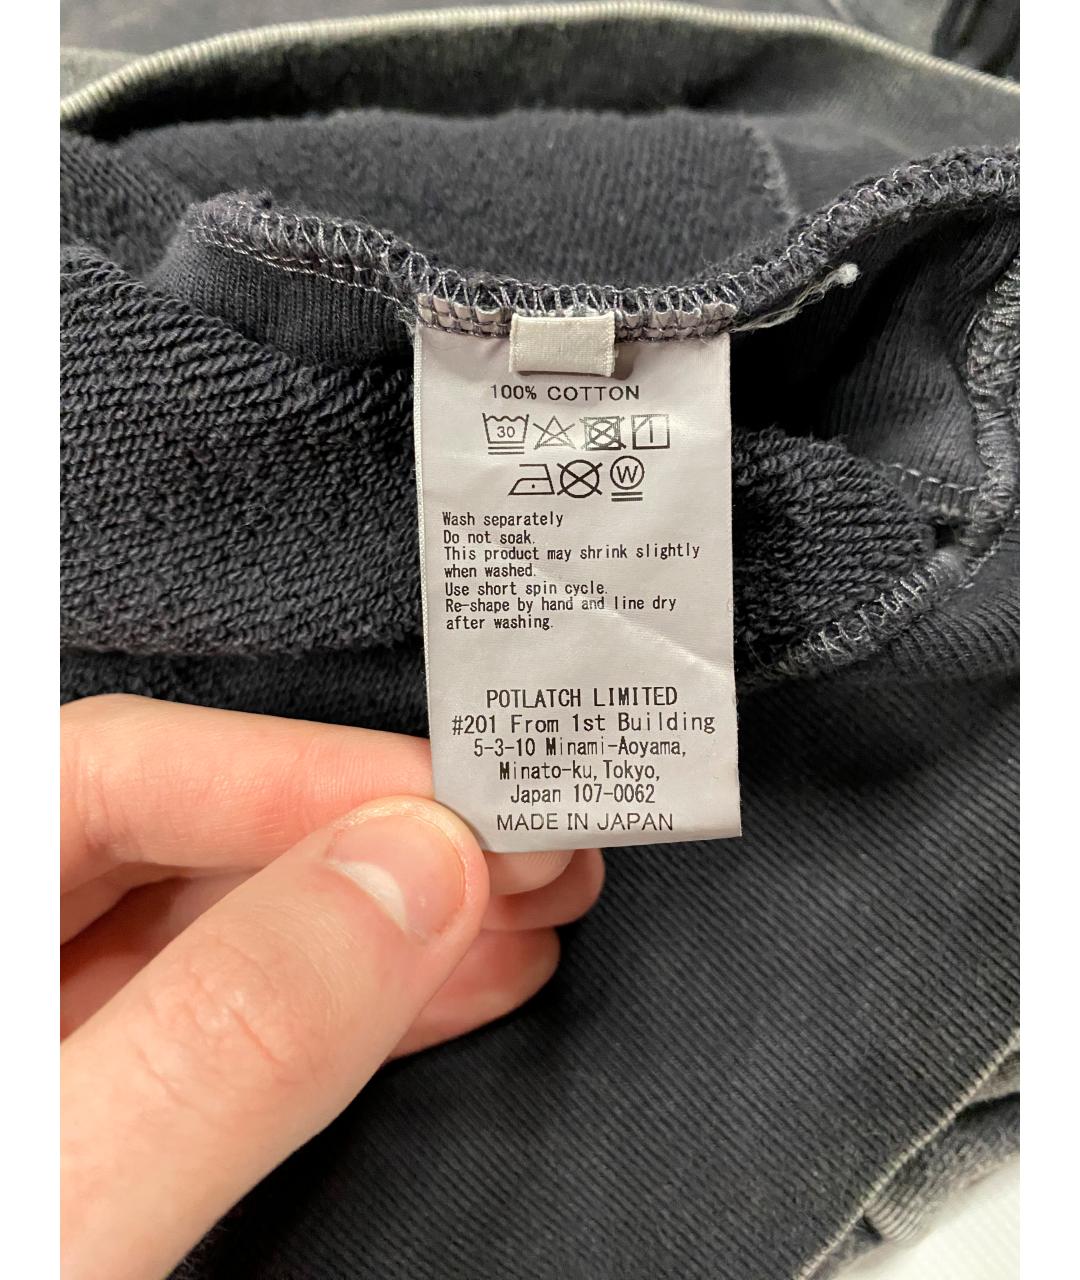 100% COTTON
30
W
Wash separately
Do not soak.
This product may shrink slightly
when washed.
Use short spin cycle.
Re-shape by hand and line dry
after washing.
POTLATCH LIMITED
#201 From 1st Building
5-3-10 Minami-Aoyama,
Minato-ku,Tokyo,
Japan 107-0062
MADE IN JAPAN